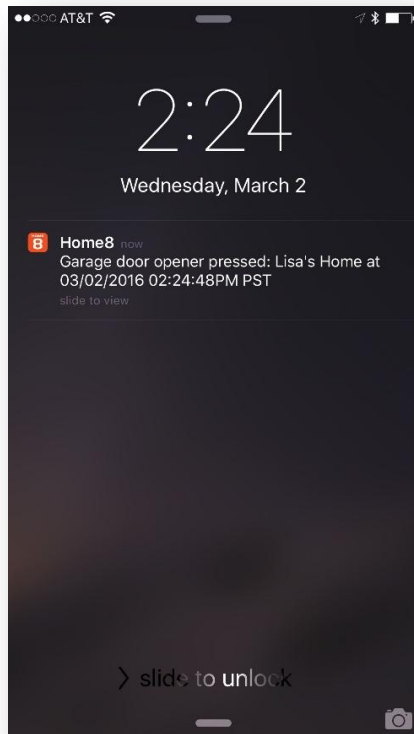 AT&T
2:24
Wednesday, March 2
8
Home8 now
Garage door opener pressed: Lisa's Home at
03/02/2016 02:24:48PM PST
slide to view
> slide to unlock